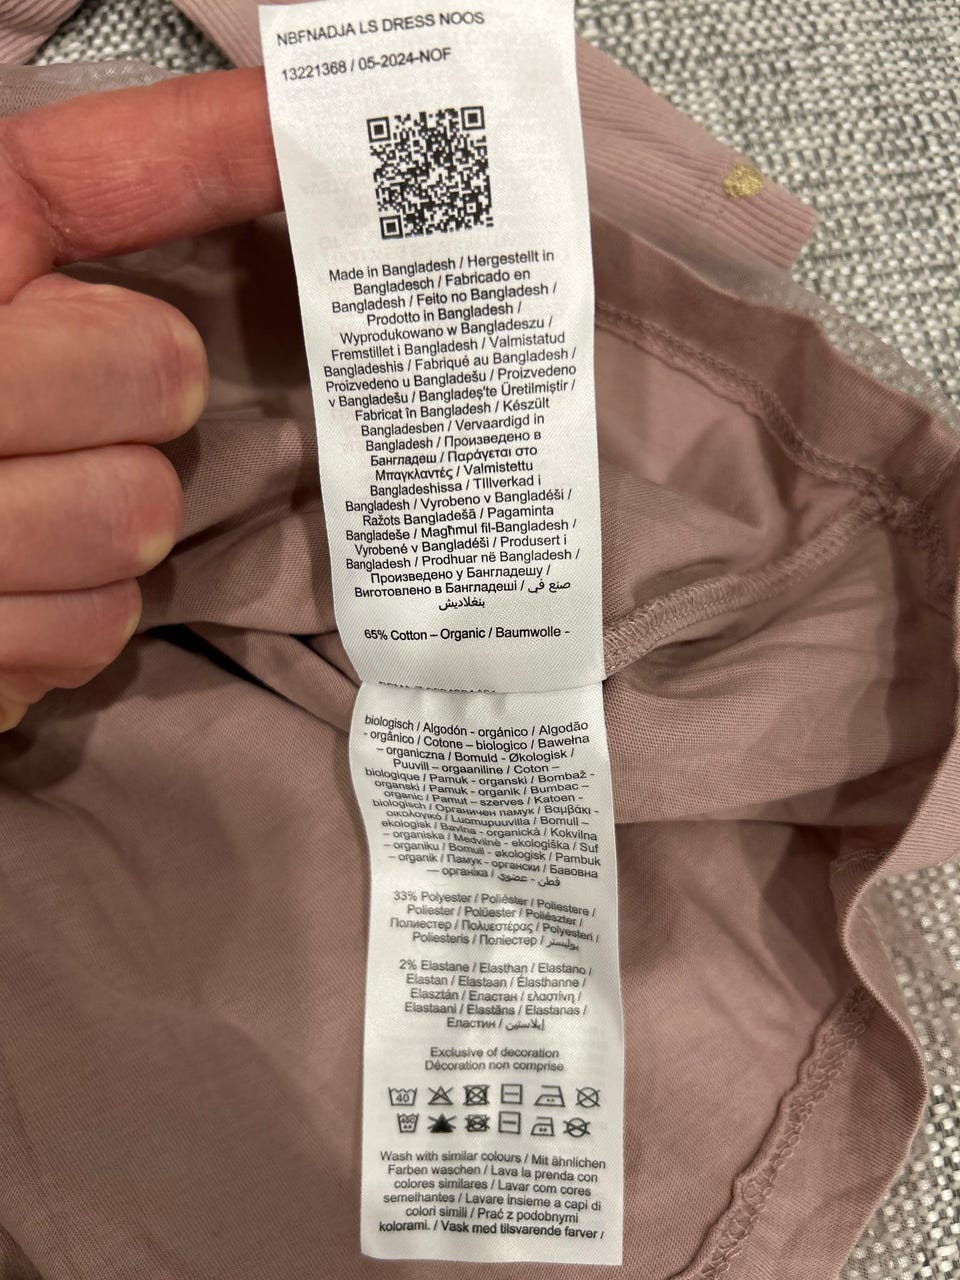 NBFNADJA LS DRESS NOOS
13221368 / 05-2024-NOF
Made in Bangladesh / Hergestellt in
Bangladesch / Fabricado en
Bangladesh / Feito no Bangladesh /
Prodotto in Bangladesh /
Wyprodukowano w Bangladeszu /
Fremstillet i Bangladesh / Valmistatud
Bangladeshis / Fabriqué au Bangladesh /
Proizvedeno u Bangladešu / Proizvedeno
v Bangladešu / Bangladeş'te Üretilmiştir /
Fabricat în Bangladesh / Készült
Bangladesben / Vervaardigd in
Bangladesh / Произведено в
Бангладеш / Παράγεται στο
Μπαγκλαντές / Valmistettu
Bangladeshissa / TIllverkad i
Bangladesh / Vyrobeno v Bangladéši /
Ražots Bangladešā / Pagaminta
Bangladeše / Magħmul fil-Bangladesh /
Vyrobené v Bangladéši / Produsert i
Bangladesh / Prodhuar në Bangladesh /
Произведено у Бангладешу /
Виготовлено в Бангладеші / صنع في
بنغلاديش
65% Cotton – Organic / Baumwolle -
biologisch / Algodón - orgánico / Algodão
- orgânico / Cotone – biologico / Bawełna
– organiczna / Bomuld - Økologisk /
Puuvill – orgaaniline / Coton –
biologique / Pamuk - organski / Bombaž -
organski / Pamuk - organik / Bumbac –
organic / Pamut – szerves / Katoen -
biologisch / Органичен памук / Βαμβάκι -
οικολογικό / Luomupuuvilla / Bomull –
ekologisk / Bavlna - organická / Kokvilna
– organiska / Medvilnė - ekologiška / Suf
– organiku / Bomull - økologisk / Pambuk
– organik / Памук - органски / Бавовна
— органіка / قطن - عضوي
33% Polyester / Poliéster / Poliestere /
Poliester / Polüester / Poliészter /
Полиестер / Πολυεστέρας / Polyesteri /
Poliesteris / Поліестер / بوليستر
2% Elastane / Elasthan / Elastano /
Elastan / Elastaan / Élasthanne /
Elasztán / Еластан / ελαστίνη /
Elastaani / Elastāns / Elastanas /
Еластин / إيلاستين
Exclusive of decoration
Décoration non comprise
40
Wash with similar colours / Mit ähnlichen
Farben waschen / Lava la prenda con
colores similares / Lavar com cores
semelhantes / Lavare insieme a capi di
colori simili / Prać z podobnymi
kolorami. / Vask med tilsvarende farver /